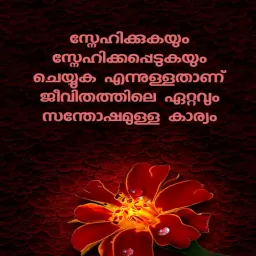 സ്നേഹിക്കുകയും
സ്നേഹിക്കപ്പെടുകയും
ചെയ്യുക എന്നുള്ളതാണ്
ജീവിതത്തിലെ ഏറ്റവും
സന്തോഷമുള്ള കാര്യം